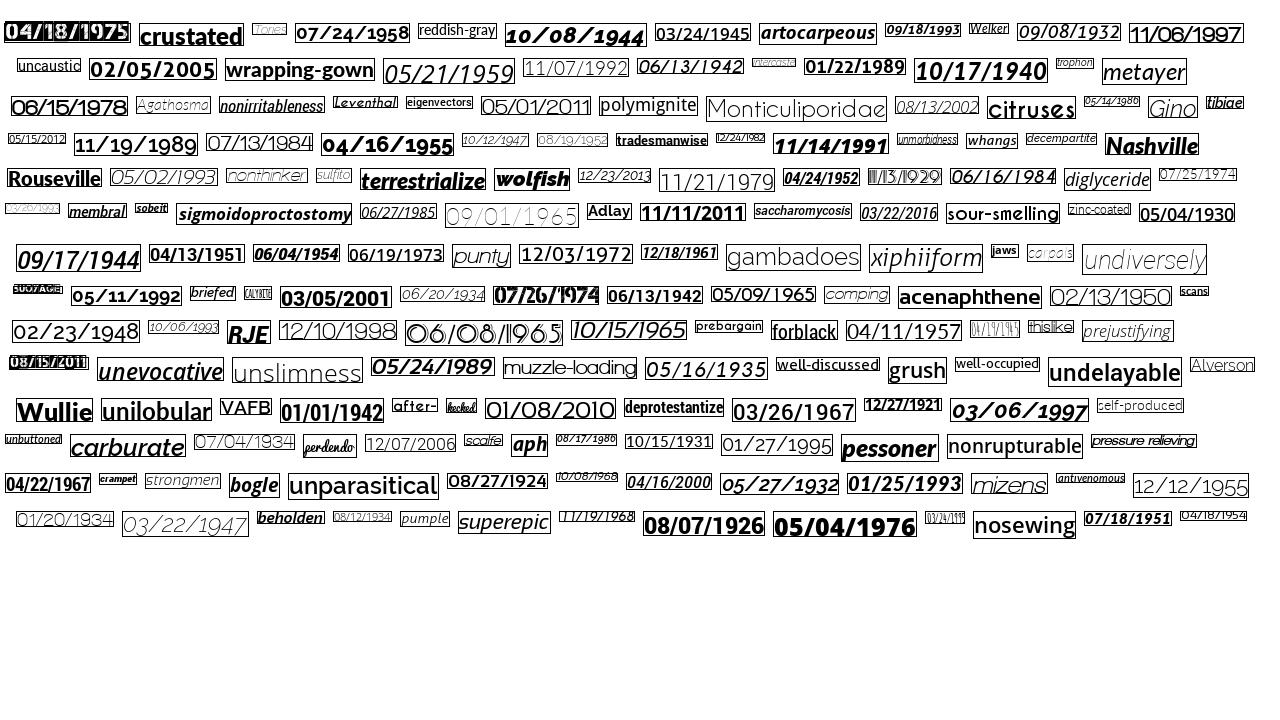 04/18/1975 crustated Tories 07/24/1958 reddish-gray 10/08/1944 03/24/1945 artocarpeous 09/18/1993 Welker 09/08/1932 11/06/1997
uncaustic 02/05/2005 wrapping-gown 05/21/1959 11/07/1992 06/13/1942 intercaste 01/22/1989 10/17/1940 trophon metayer
06/15/1978 Agathosma nonirritableness Leventhal eigenvectors 05/01/2011 polymignite Monticuliporidae 08/13/2002 citruses 05/14/1986 Gino tibiae
05/15/2012 11/19/1989 07/13/1984 04/16/1955 10/12/1947 08/19/1952 tradesmanwise 12/24/1982 11/14/1991 unmorbidness whangs decempartite Nashville
Rouseville 05/02/1993 nonthinker sulfito terrestrialize wolfish 12/23/2013 11/21/1979 04/24/1952 11/13/1929 06/16/1984 diglyceride 07/25/1974
03/26/1993 membral sobeit sigmoidoproctostomy 06/27/1985 09/01/1965 Adlay 11/11/2011 saccharomycosis 03/22/2016 sour-smelling zinc-coated 05/04/1930
09/17/1944 04/13/1951 06/04/1954 06/19/1973 punty 12/03/1972 12/18/1961 gambadoes xiphiiform jaws carpals undiversely
05/11/1992 briefed CALYBITE 03/05/2001 06/20/1934 07/26/1974 06/13/1942 05/09/1965 comping acenaphthene 02/13/1950 scans
02/23/1948 10/06/1993 RJE 12/10/1998 06/08/1965 10/15/1965 prebargain forblack 04/11/1957 04/19/1945 thislike prejustifying
08/15/2011 unevocative unslimness 05/24/1989 muzzle-loading 05/16/1935 well-discussed grush well-occupied undelayable Alverson
Wullie unilobular VAFB 01/01/1942 after- kecked 01/08/2010 deprotestantize 03/26/1967 12/27/1921 03/06/1997 self-produced
unbuttoned carburate 07/04/1934 perdendo 12/07/2006 scalfe aph 08/17/1986 10/15/1931 01/27/1995 pessoner nonrupturable pressure relieving
04/22/1967 crampet strongmen bogle unparasitical 08/27/1924 10/08/1968 04/16/2000 05/27/1932 01/25/1993 mizens antivenomous 12/12/1955
01/20/1934 03/22/1947 beholden 08/12/1934 pumple superepic 11/19/1968 08/07/1926 05/04/1976 03/24/1999 nosewing 07/18/1951 04/18/1954